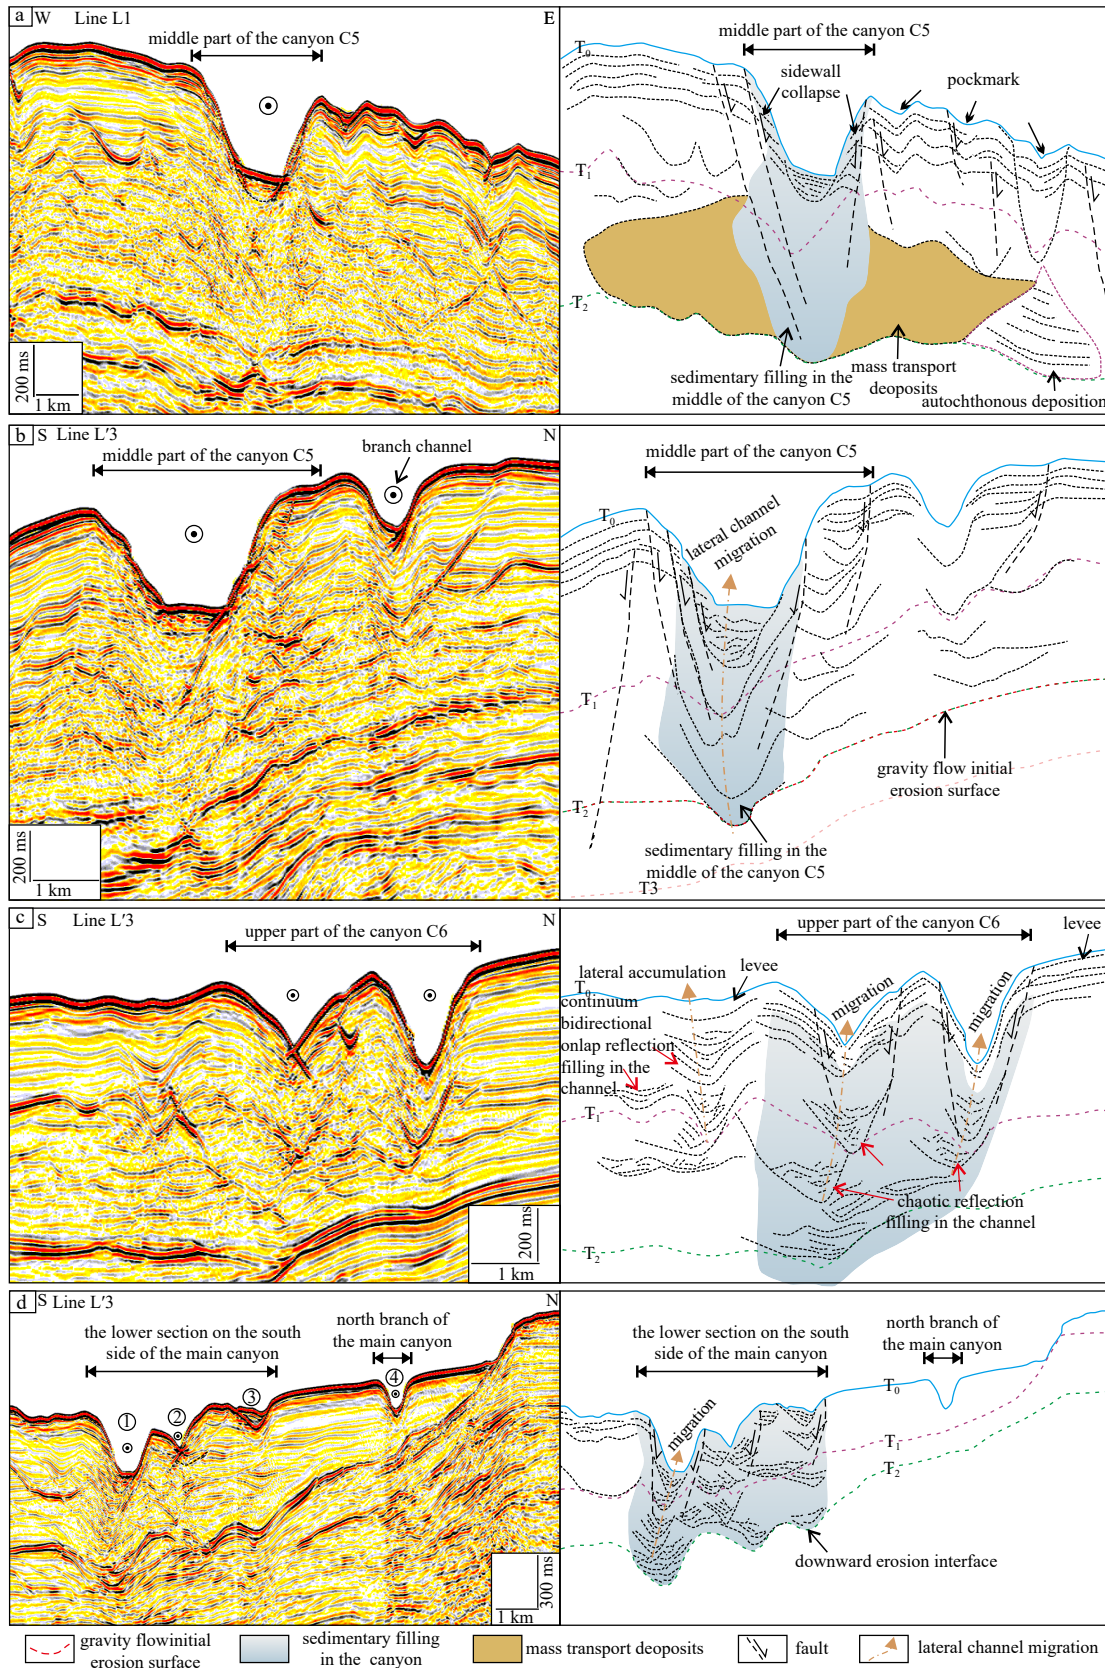 a W Line L1 E
middle part of the canyon C5
200 ms
1 km
middle part of the canyon C5
T0
sidewall
collapse
pockmark
T1
T2
sedimentary filling in the
middle of the canyon C5
mass transport
deoposits
autochthonous deposition
b S Line L'3 N
middle part of the canyon C5
branch channel
200 ms
1 km
middle part of the canyon C5
T0
lateral channel
migration
T1
T2
gravity flow initial
erosion surface
sedimentary filling in the
middle of the canyon C5
T3
c S Line L'3 N
upper part of the canyon C6
200 ms
1 km
upper part of the canyon C6
levee
lateral accumulation
levee
T0
continuum
bidirectional
onlap reflection
filling in the
channel
migration
migration
T1
chaotic reflection
filling in the channel
T2
d S Line L'3 N
the lower section on the south
side of the main canyon
north branch of
the main canyon
① ② ③ ④
300 ms
1 km
the lower section on the south
side of the main canyon
north branch of
the main canyon
T0
migration
T1
T2
downward erosion interface
gravity flowinitial
erosion surface
sedimentary filling
in the canyon
mass transport deoposits
fault
lateral channel migration